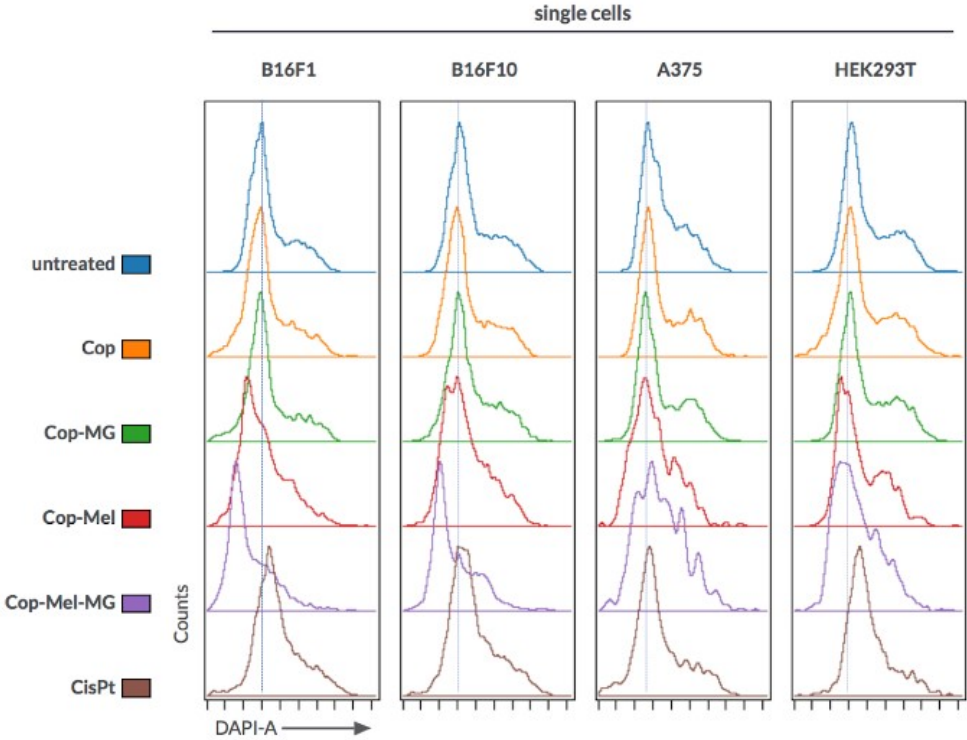 single cells
B16F1 B16F10 A375 HEK293T
untreated
Cop
Cop-MG
Cop-Mel
Cop-Mel-MG
CisPt
Counts
DAPI-A